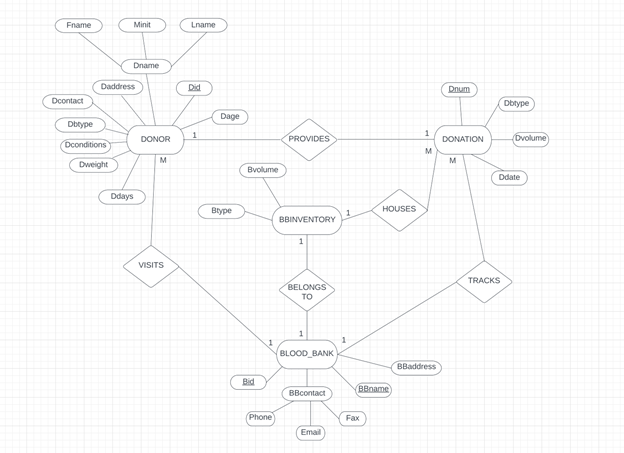 Fname
Minit
Lname
Dname
Daddress
Did
Dnum
Dcontact
Dbtype
Dage
Dbtype
Dconditions
DONOR
1
PROVIDES
1
DONATION
Dvolume
Dweight
M
M
M
Ddate
Bvolume
Ddays
Btype
BBINVENTORY
1
HOUSES
1
VISITS
BELONGS
TO
TRACKS
1
1
1
BLOOD_BANK
BBaddress
Bid
BBcontact
BBname
Phone
Fax
Email